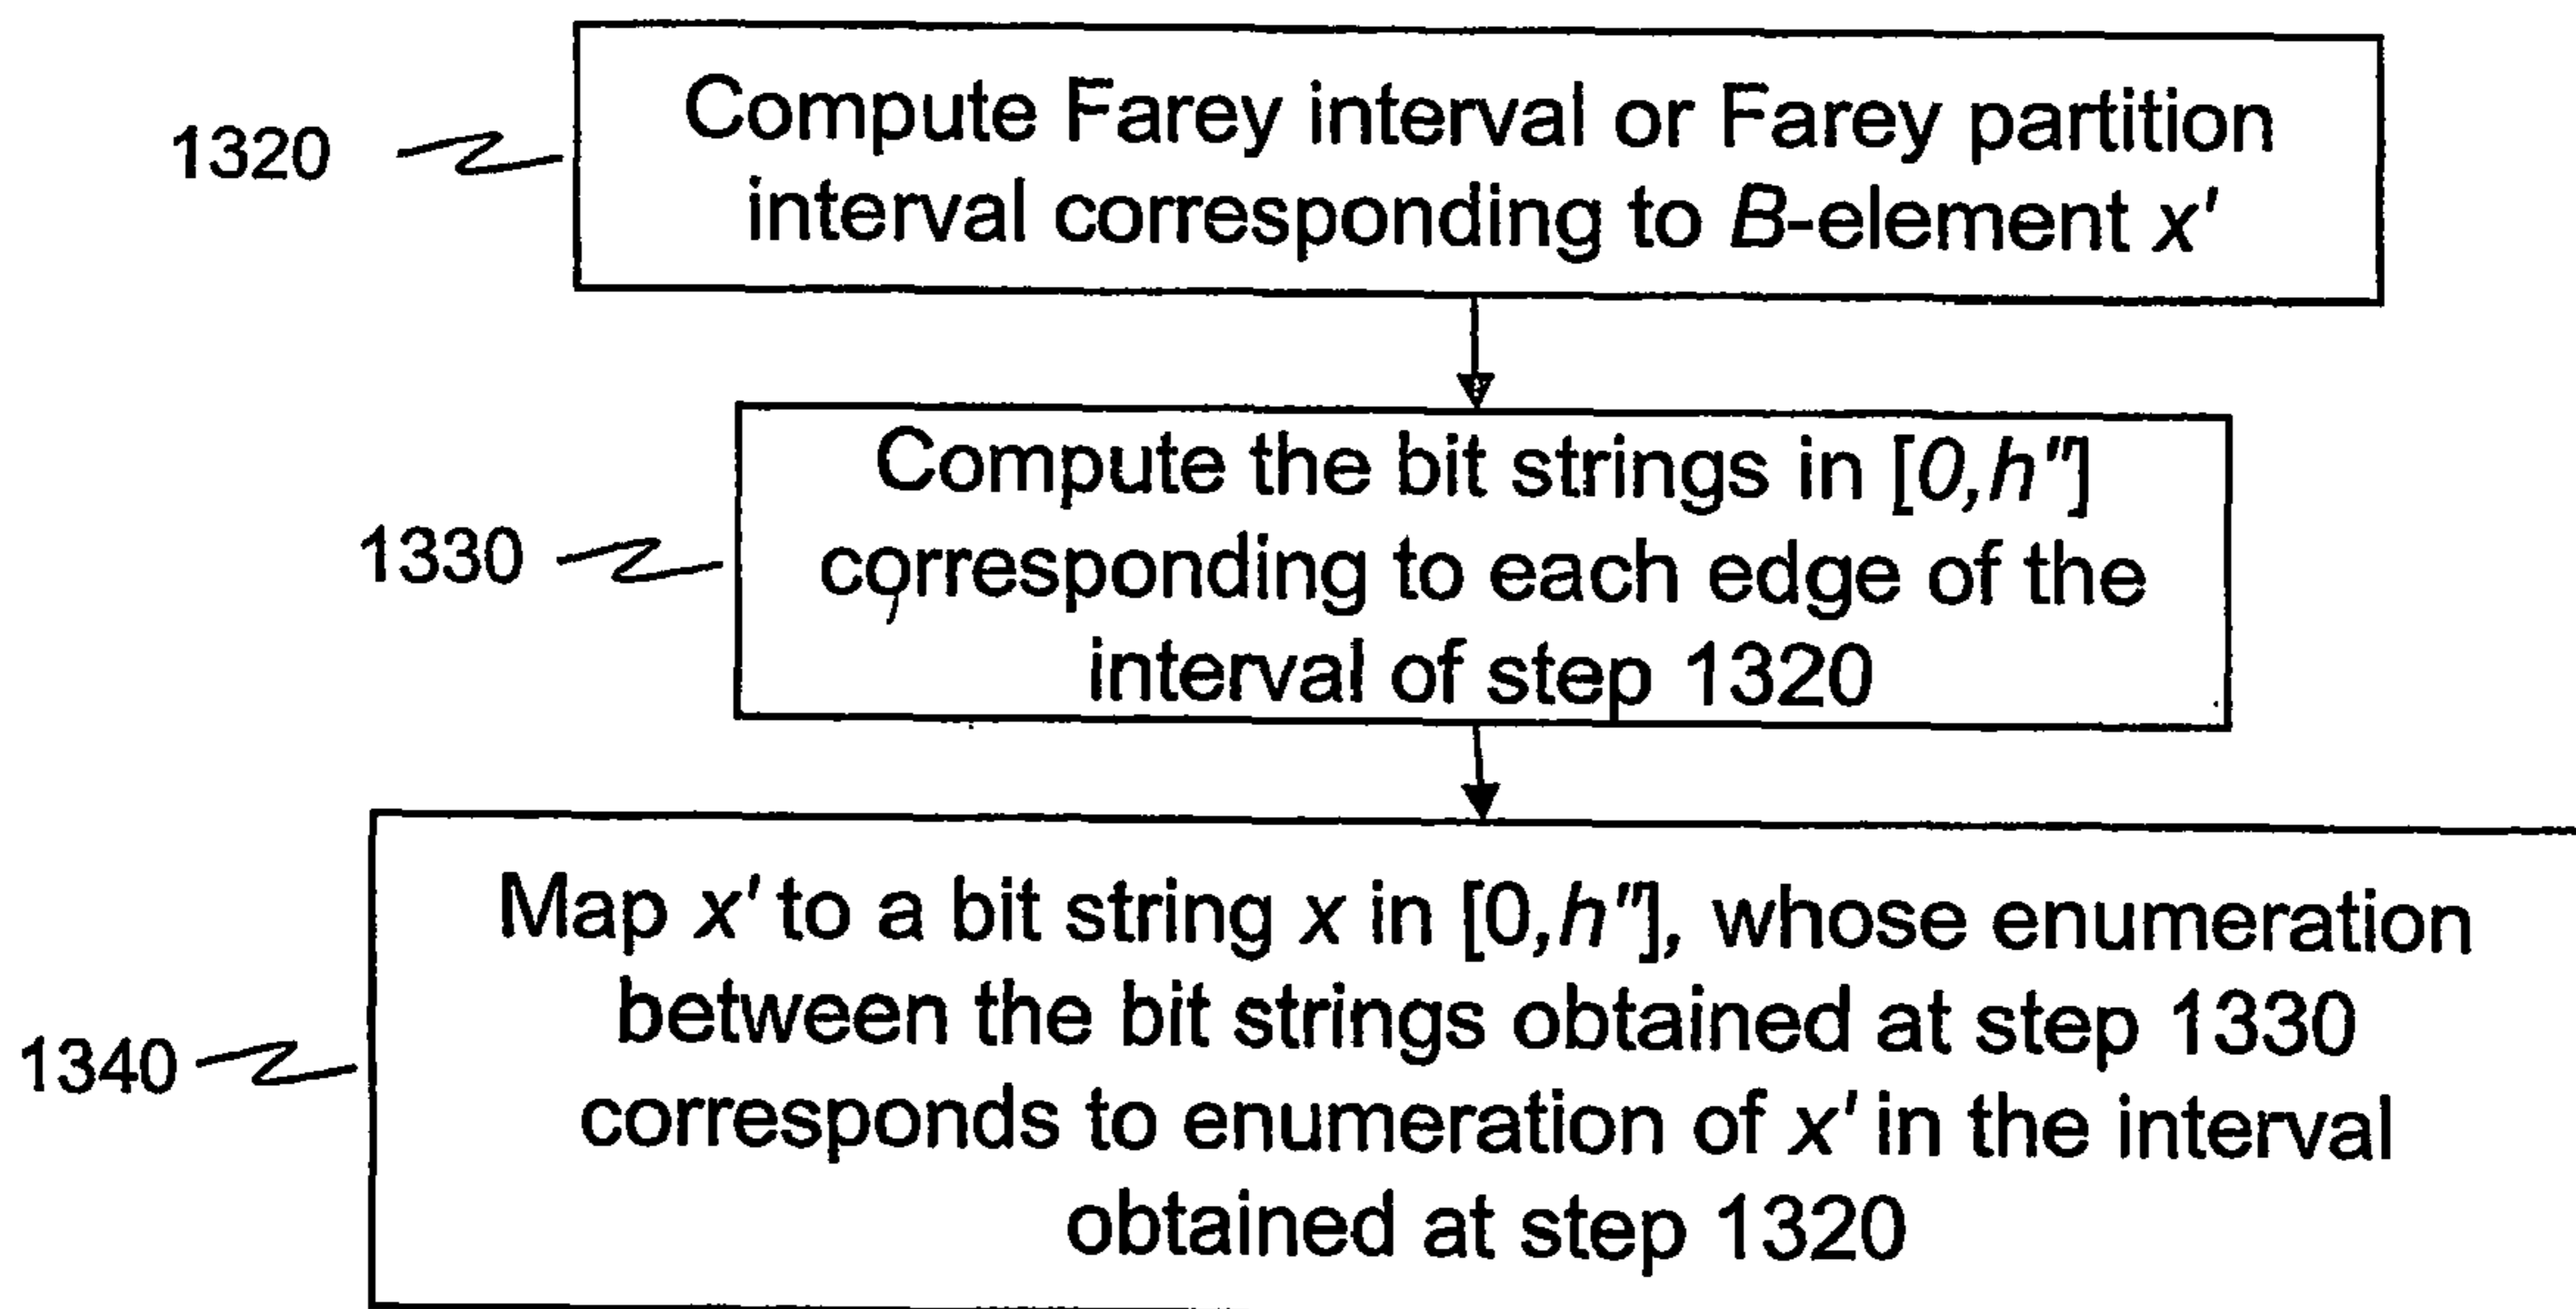 Compute Farey interval or Farey partition
1320
interval corresponding to B-element x'
Compute the bit strings in [0,h"]
1330
corresponding to each edge of the
interval of step 1320
Map x' to a bit string x in [0,h"], whose enumeration
between the bit strings obtained at step 1330
1340
corresponds to enumeration of x' in the interval
obtained at step 1320